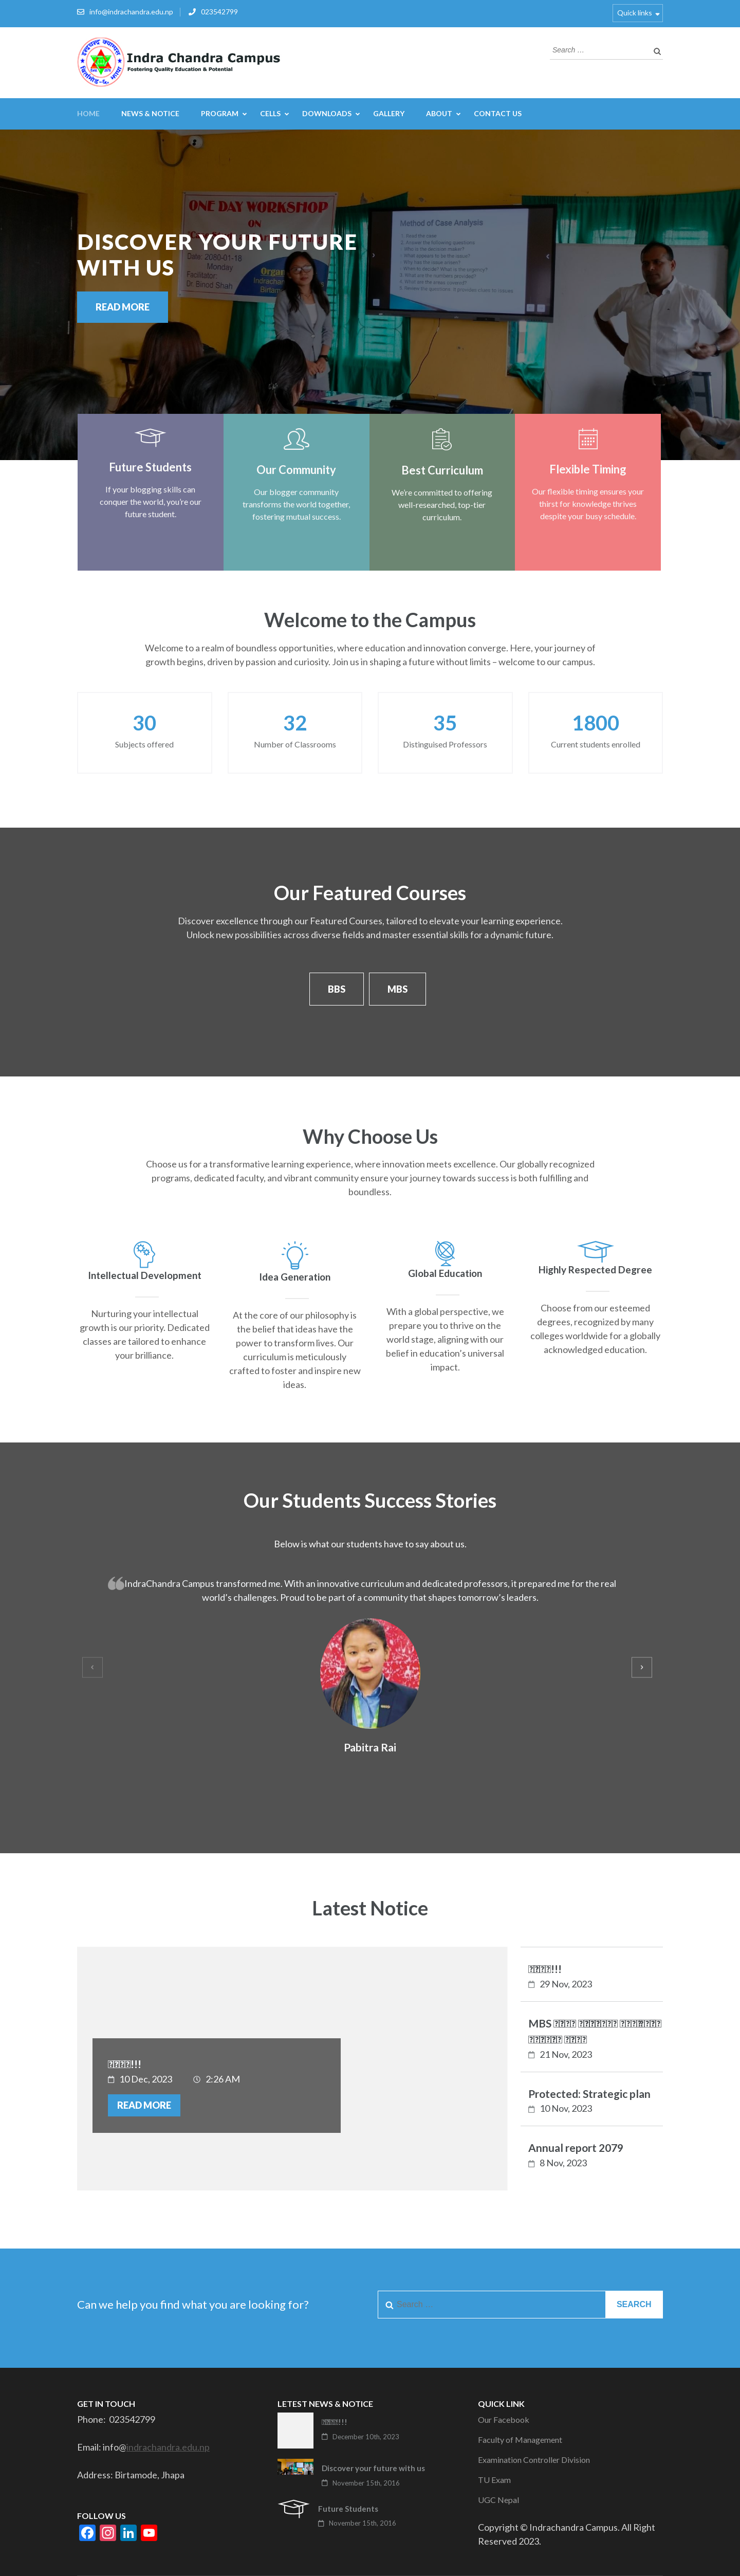 info@indrachandra.edu.np
023542799
Quick links
Indra Chandra Campus
Fostering Quality Education & Potential
Search …
HOME
NEWS & NOTICE
PROGRAM
CELLS
DOWNLOADS
GALLERY
ABOUT
CONTACT US
ONE DAY WORKSHOP
ON
Method of Case Analysis
DISCOVER YOUR FUTURE
WITH US
READ MORE
Future Students
If your blogging skills can
conquer the world, you're our
future student.
Our Community
Our blogger community
transforms the world together,
fostering mutual success.
Best Curriculum
We're committed to offering
well-researched, top-tier
curriculum.
Flexible Timing
Our flexible timing ensures your
thirst for knowledge thrives
despite your busy schedule.
Welcome to the Campus
Welcome to a realm of boundless opportunities, where education and innovation converge. Here, your journey of
growth begins, driven by passion and curiosity. Join us in shaping a future without limits – welcome to our campus.
30
Subjects offered
32
Number of Classrooms
35
Distinguised Professors
1800
Current students enrolled
Our Featured Courses
Discover excellence through our Featured Courses, tailored to elevate your learning experience.
Unlock new possibilities across diverse fields and master essential skills for a dynamic future.
BBS
MBS
Why Choose Us
Choose us for a transformative learning experience, where innovation meets excellence. Our globally recognized
programs, dedicated faculty, and vibrant community ensure your journey towards success is both fulfilling and
boundless.
Intellectual Development
Nurturing your intellectual
growth is our priority. Dedicated
classes are tailored to enhance
your brilliance.
Idea Generation
At the core of our philosophy is
the belief that ideas have the
power to transform lives. Our
curriculum is meticulously
crafted to foster and inspire new
ideas.
Global Education
With a global perspective, we
prepare you to thrive on the
world stage, aligning with our
belief in education's universal
impact.
Highly Respected Degree
Choose from our esteemed
degrees, recognized by many
colleges worldwide for a globally
acknowledged education.
Our Students Success Stories
Below is what our students have to say about us.
IndraChandra Campus transformed me. With an innovative curriculum and dedicated professors, it prepared me for the real
world's challenges. Proud to be part of a community that shapes tomorrow's leaders.
Pabitra Rai
Latest Notice
!!!
10 Dec, 2023
2:26 AM
READ MORE
!!!
29 Nov, 2023
MBS
21 Nov, 2023
Protected: Strategic plan
10 Nov, 2023
Annual report 2079
8 Nov, 2023
Can we help you find what you are looking for?
Search …
SEARCH
GET IN TOUCH
Phone: 023542799
Email: info@indrachandra.edu.np
Address: Birtamode, Jhapa
FOLLOW US
LETEST NEWS & NOTICE
!!!
December 10th, 2023
Discover your future with us
November 15th, 2016
Future Students
November 15th, 2016
QUICK LINK
Our Facebook
Faculty of Management
Examination Controller Division
TU Exam
UGC Nepal
Copyright © Indrachandra Campus. All Right
Reserved 2023.